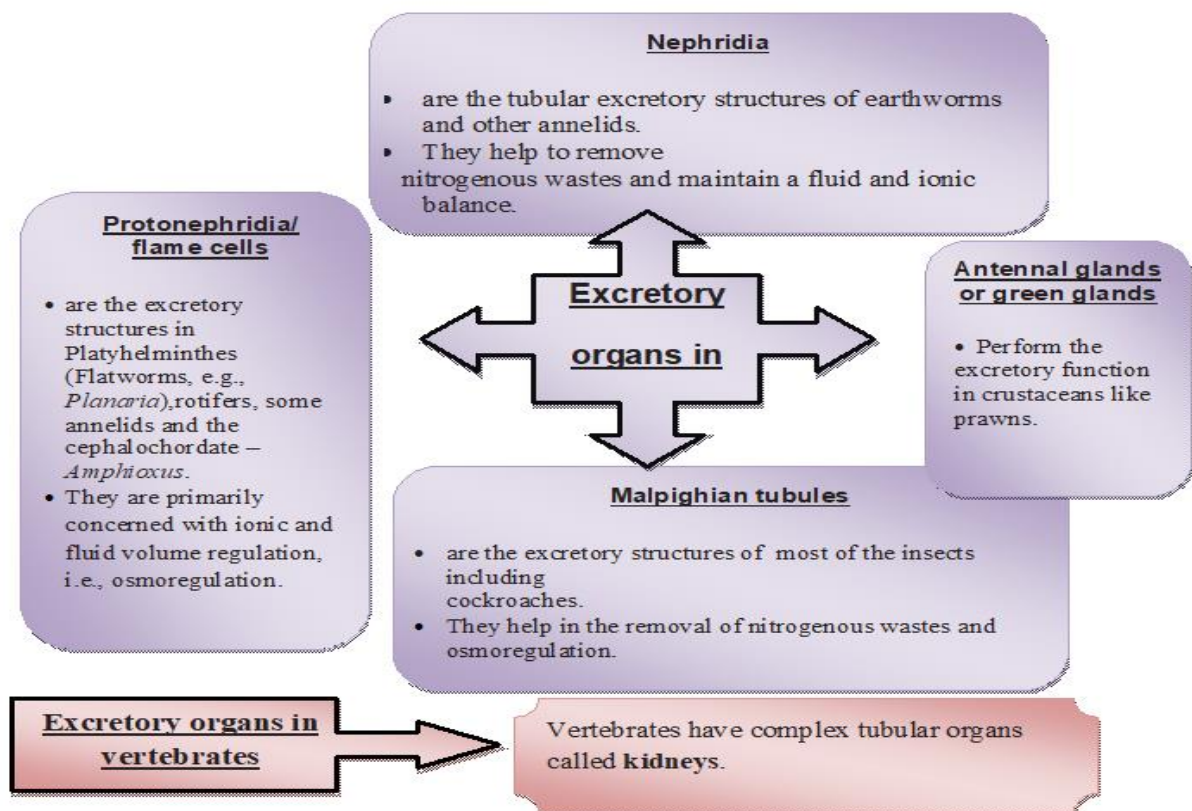 Nephridia
• are the tubular excretory structures of earthworms
and other annelids.
• They help to remove
nitrogenous wastes and maintain a fluid and ionic
balance.
Protonephridia/
flame cells
• are the excretory
structures in
Platyhelminthes
(Flatworms, e.g.,
Planaria),rotifers, some
annelids and the
cephalochordate –
Amphioxus.
• They are primarily
concerned with ionic and
fluid volume regulation,
i.e., osmoregulation.
Excretory
organs in
Antennal glands
or green glands
• Perform the
excretory function
in crustaceans like
prawns.
Malpighian tubules
• are the excretory structures of most of the insects
including
cockroaches.
• They help in the removal of nitrogenous wastes and
osmoregulation.
Excretory organs in
vertebrates
Vertebrates have complex tubular organs
called kidneys.